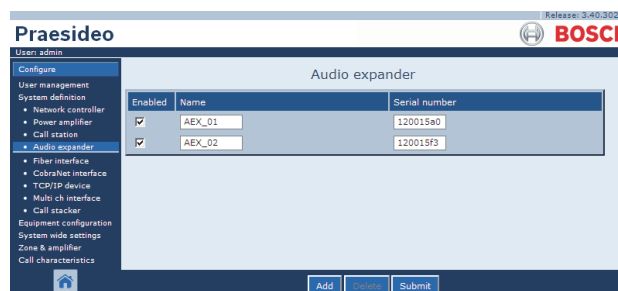 Release: 3.40.302
Praesideo
BOSCH
User: admin
Configure
User management
System definition
• Network controller
• Power amplifier
• Call station
• Audio expander
• Fiber interface
• CobraNet interface
• TCP/IP device
• Multi ch interface
• Call stacker
Equipment configuration
System wide settings
Zone & amplifier
Call characteristics
Audio expander
Enabled Name Serial number
AEX_01 120015a0
AEX_02 120015f3
Add Delete Submit